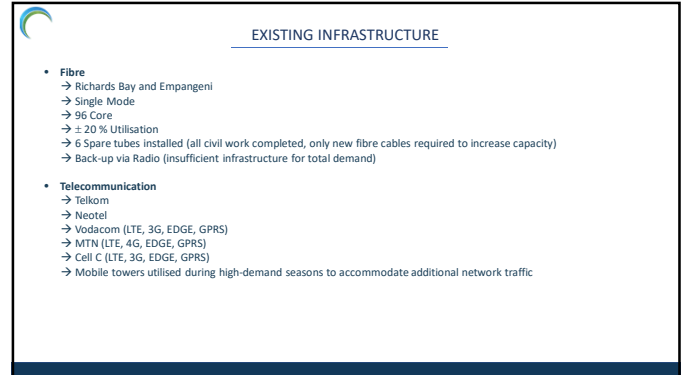 EXISTING INFRASTRUCTURE
• Fibre
→ Richards Bay and Empangeni
→ Single Mode
→ 96 Core
→ ± 20 % Utilisation
→ 6 Spare tubes installed (all civil work completed, only new fibre cables required to increase capacity)
→ Back-up via Radio (insufficient infrastructure for total demand)
• Telecommunication
→ Telkom
→ Neotel
→ Vodacom (LTE, 3G, EDGE, GPRS)
→ MTN (LTE, 4G, EDGE, GPRS)
→ Cell C (LTE, 3G, EDGE, GPRS)
→ Mobile towers utilised during high-demand seasons to accommodate additional network traffic